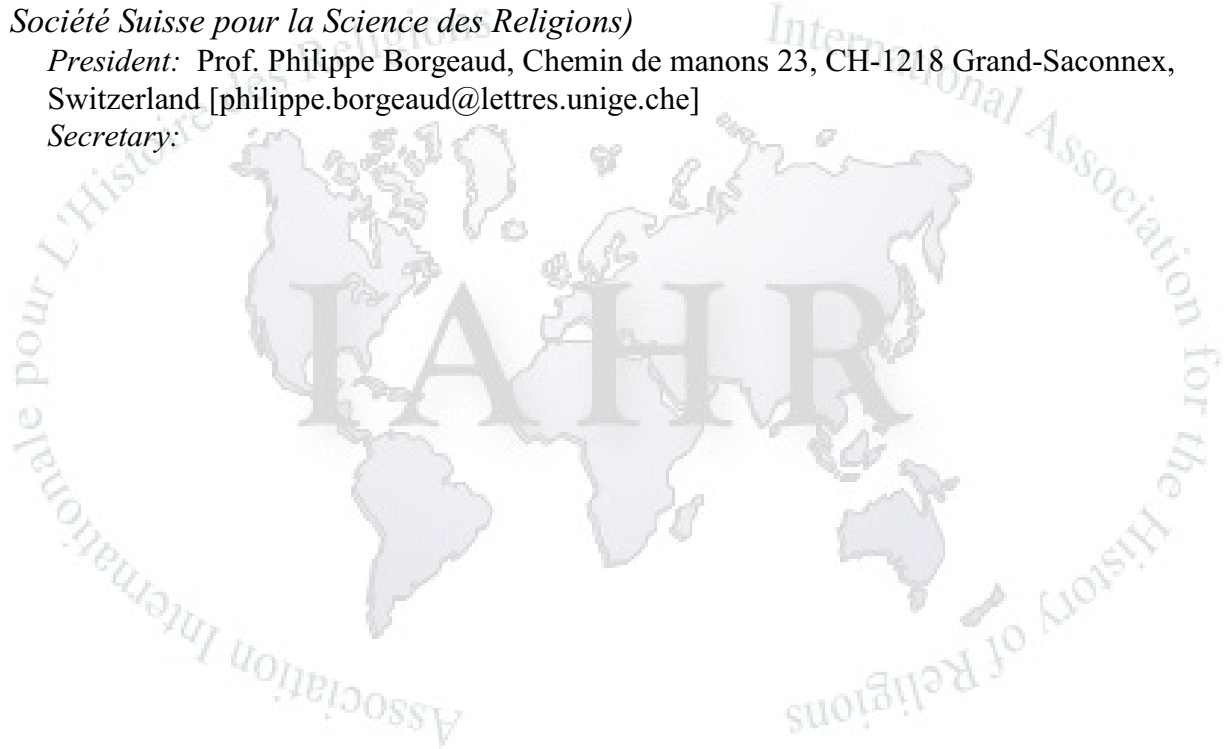 Société Suisse pour la Science des Religions)
President: Prof. Philippe Borgeaud, Chemin de manons 23, CH-1218 Grand-Saconnex,
Switzerland [philippe.borgeaud@lettres.unige.che]
Secretary:
International Association for the History of Religions
IAHR
Association Internationale pour L'Histoire des Religions